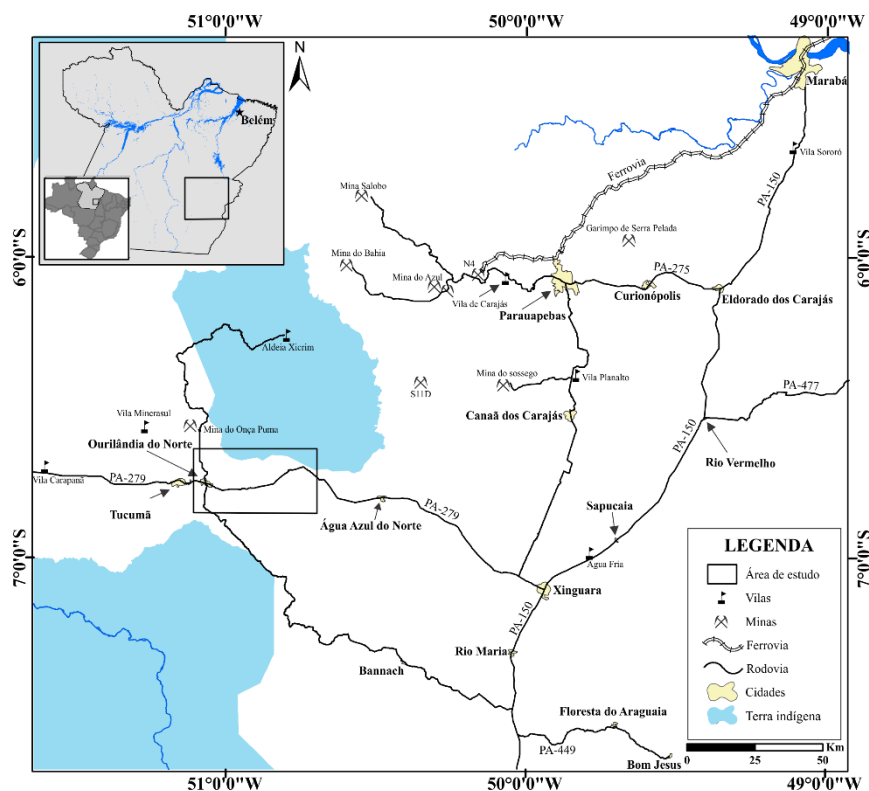 51°0'0"W
50°0'0"W
49°0'0"W
N
Belém
Marabá
Vila Sororó
Ferrovia
PA-150
Mina Salobo
Garimpo de Serra Pelada
6°0'0"S
6°0'0"S
Mina do Bahia
N4
Mina do Azul
PA-275
Vila de Carajás
Curionópolis
Eldorado dos Carajás
Parauapebas
Aldeia Xicrim
Mina do sossego
Vila Planalto
PA-477
S11D
Canaã dos Carajás
Vila Minerasul
Mina do Onça Puma
PA-150
Ourilândia do Norte
Rio Vermelho
Vila Carapanã
PA-279
Tucumã
Água Azul do Norte
PA-279
Sapucaia
7°0'0"S
7°0'0"S
Água Fria
Xinguara
PA-150
Rio Maria
Bannach
Floresta do Araguaia
PA-449
Bom Jesus
LEGENDA
Área de estudo
Vilas
Minas
Ferrovia
Rodovia
Cidades
Terra indígena
0 25 50 Km
51°0'0"W
50°0'0"W
49°0'0"W